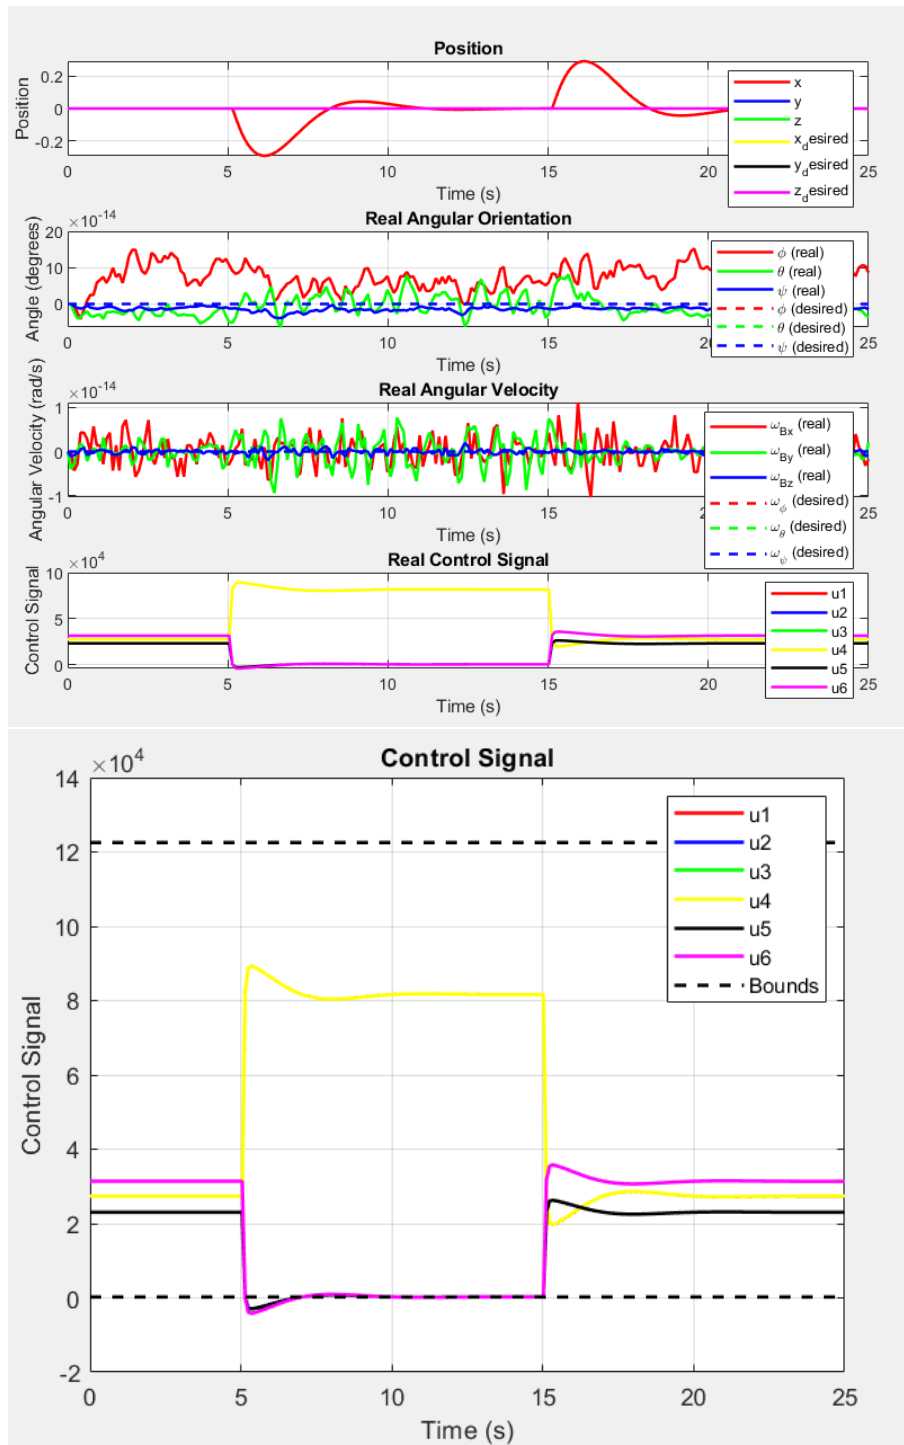 Position
Position
0.2
0
-0.2
0 5 10 15 20 25
Time (s)
x
y
z
x_desired
y_desired
z_desired
Real Angular Orientation
×10^-14
Angle (degrees)
20
10
0
0 5 10 15 20 25
Time (s)
ϕ (real)
θ (real)
ψ (real)
ϕ (desired)
θ (desired)
ψ (desired)
Real Angular Velocity
×10^-14
Angular Velocity (rad/s)
1
0
-1
0 5 10 15 20 25
Time (s)
ω_Bx (real)
ω_By (real)
ω_Bz (real)
ω_ϕ (desired)
ω_θ (desired)
ω_ψ (desired)
Real Control Signal
×10^4
Control Signal
10
5
0
0 5 10 15 20 25
Time (s)
u1
u2
u3
u4
u5
u6
Control Signal
×10^4
Control Signal
14
12
10
8
6
4
2
0
-2
0 5 10 15 20 25
Time (s)
u1
u2
u3
u4
u5
u6
Bounds